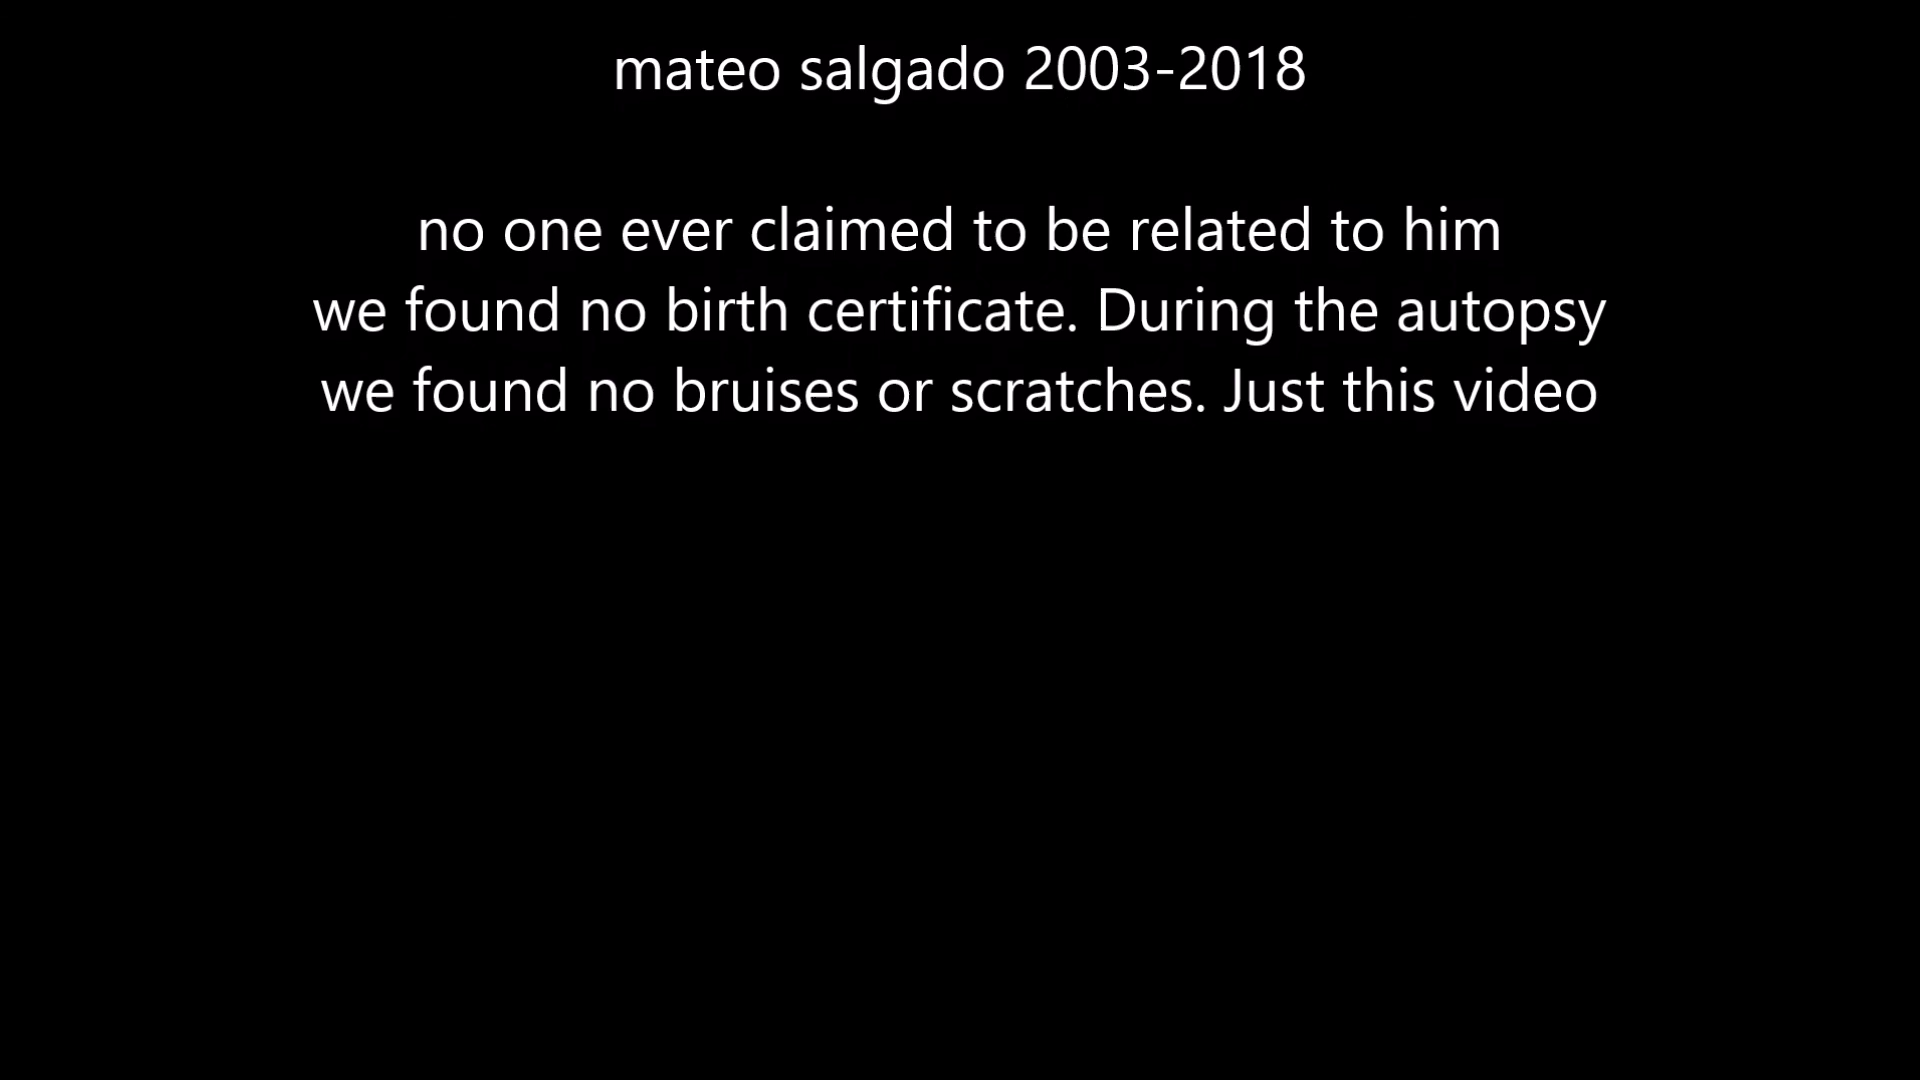 mateo salgado 2003-2018
no one ever claimed to be related to him
we found no birth certificate. During the autopsy
we found no bruises or scratches. Just this video